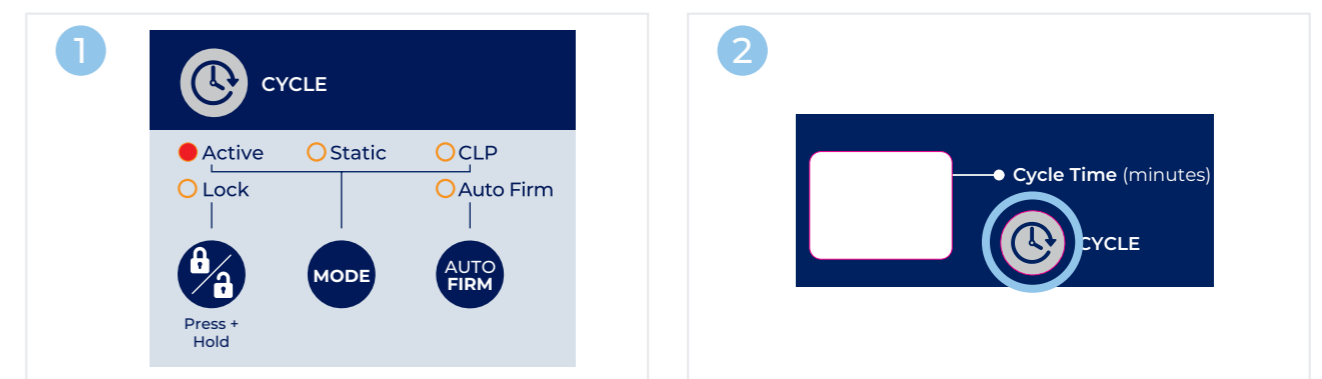 1
CYCLE
Active Static CLP
Lock Auto Firm
MODE
AUTO
FIRM
Press +
Hold
2
Cycle Time (minutes)
CYCLE